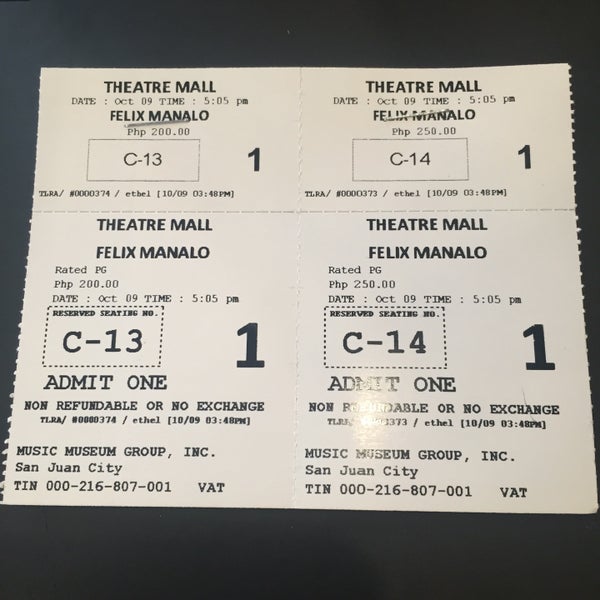 THEATRE MALL
DATE : Oct 09 TIME : 5:05 pm
FELIX MANALO
Php 200.00
C-13
1
TLRA/ #0000374 / ethel [10/09 03:48PM]
THEATRE MALL
DATE : Oct 09 TIME : 5:05 pm
FELIX MANALO
Php 250.00
C-14
1
TLRA/ #0000373 / ethel [10/09 03:48PM]
THEATRE MALL
FELIX MANALO
Rated PG
Php 200.00
DATE : Oct 09 TIME : 5:05 pm
RESERVED SEATING NO.
C-13
1
ADMIT ONE
NON REFUNDABLE OR NO EXCHANGE
TLRA/ #0000374 / ethel [10/09 03:48PM]
MUSIC MUSEUM GROUP, INC.
San Juan City
TIN 000-216-807-001 VAT
THEATRE MALL
FELIX MANALO
Rated PG
Php 250.00
DATE : Oct 09 TIME : 5:05 pm
RESERVED SEATING NO.
C-14
1
ADMIT ONE
NON REFUNDABLE OR NO EXCHANGE
TLRA/ #0000373 / ethel [10/09 03:48PM]
MUSIC MUSEUM GROUP, INC.
San Juan City
TIN 000-216-807-001 VAT